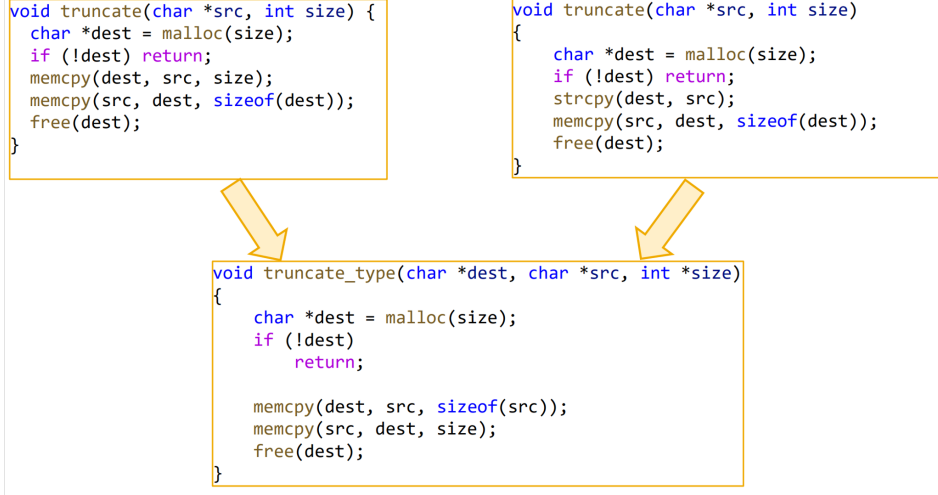 void truncate(char *src, int size) {
  char *dest = malloc(size);
  if (!dest) return;
  memcpy(dest, src, size);
  memcpy(src, dest, sizeof(dest));
  free(dest);
}
void truncate(char *src, int size)
{
    char *dest = malloc(size);
    if (!dest) return;
    strcpy(dest, src);
    memcpy(src, dest, sizeof(dest));
    free(dest);
}
void truncate_type(char *dest, char *src, int *size)
{
    char *dest = malloc(size);
    if (!dest)
        return;
    memcpy(dest, src, sizeof(src));
    memcpy(src, dest, size);
    free(dest);
}